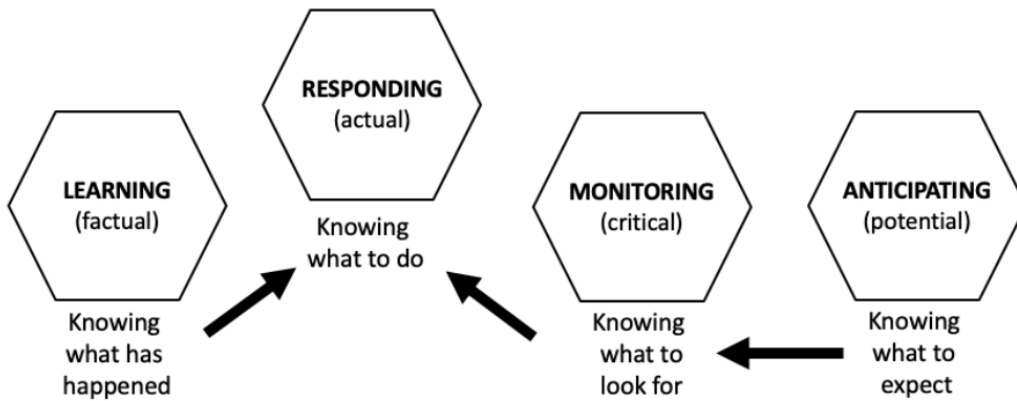 LEARNING
(factual)
Knowing
what has
happened
RESPONDING
(actual)
Knowing
what to do
MONITORING
(critical)
Knowing
what to
look for
ANTICIPATING
(potential)
Knowing
what to
expect